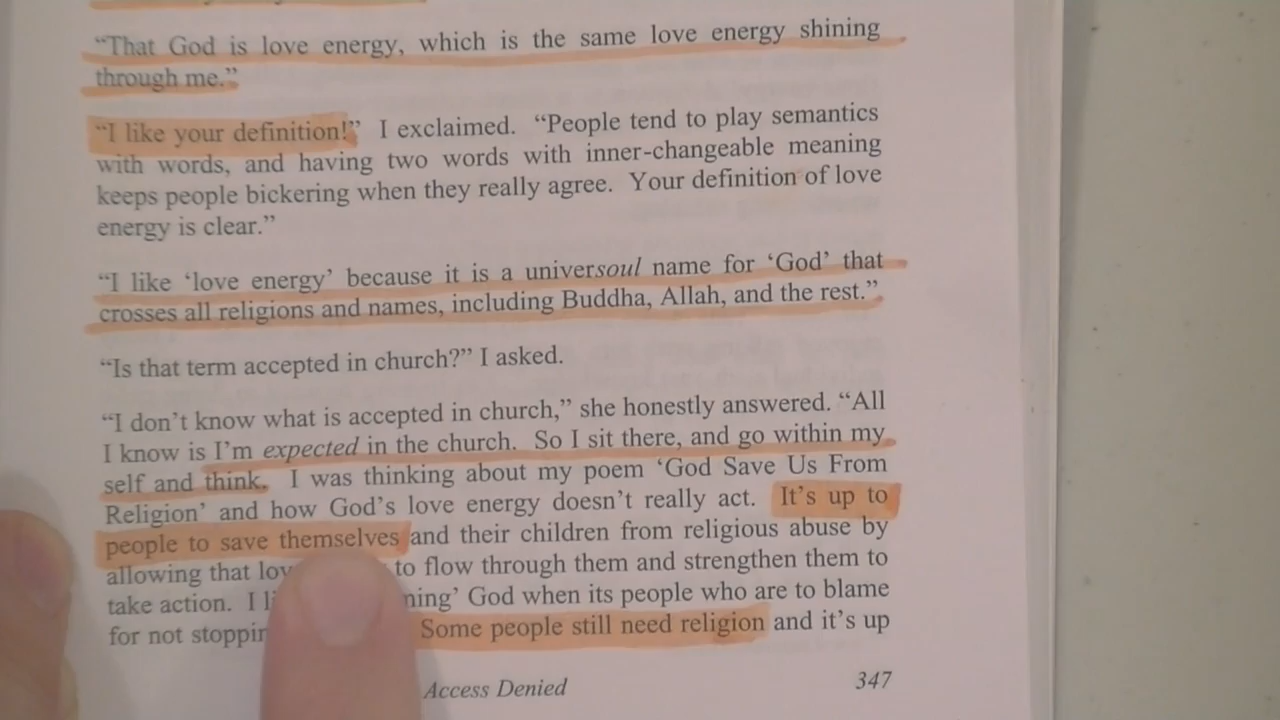 “That God is love energy, which is the same love energy shining
through me.”
“I like your definition!” I exclaimed. “People tend to play semantics
with words, and having two words with inner-changeable meaning
keeps people bickering when they really agree. Your definition of love
energy is clear.”
“I like ‘love energy’ because it is a universoul name for ‘God’ that
crosses all religions and names, including Buddha, Allah, and the rest.”
“Is that term accepted in church?” I asked.
“I don’t know what is accepted in church,” she honestly answered. “All
I know is I’m expected in the church. So I sit there, and go within my
self and think. I was thinking about my poem ‘God Save Us From
Religion’ and how God’s love energy doesn’t really act. It’s up to
people to save themselves and their children from religious abuse by
allowing that to flow through them and strengthen them to
take action. I God when its people who are to blame
for not Some people still need religion and it’s up
Access Denied 347